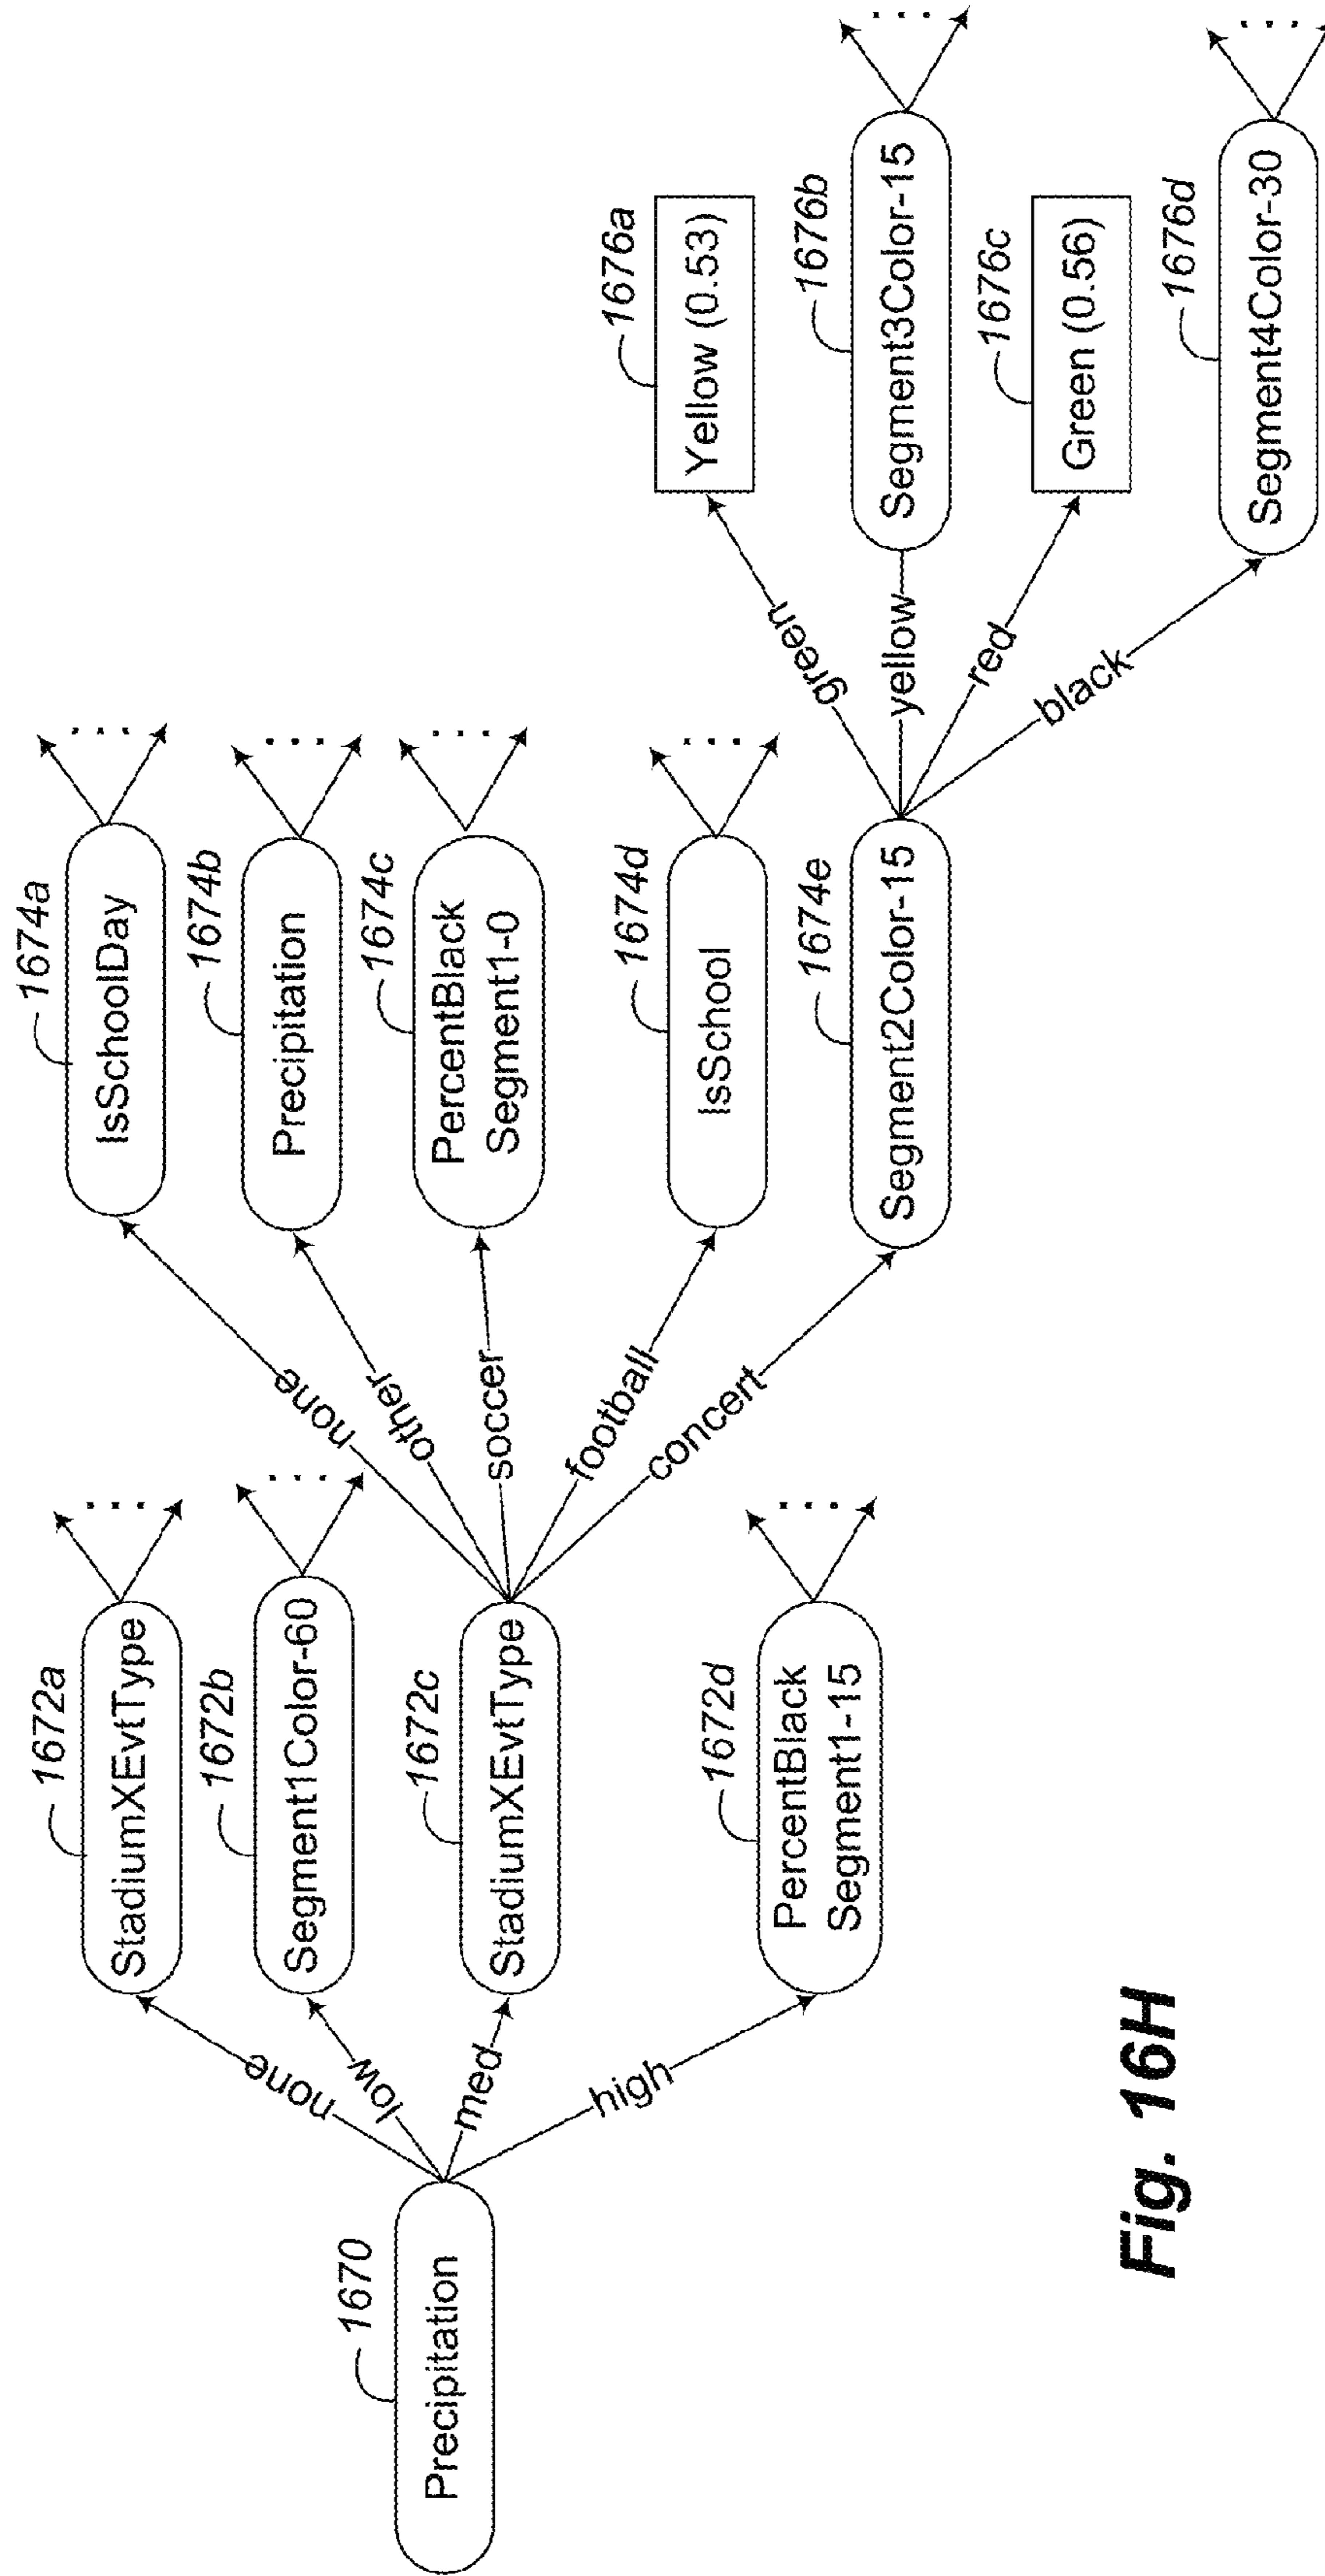 1670
Precipitation
none
low
med
high
1672a
StadiumXEvtType
1672b
Segment1Color-60
1672c
StadiumXEvtType
1672d
PercentBlack
Segment1-15
none
other
soccer
football
concert
1674a
IsSchoolDay
1674b
Precipitation
1674c
PercentBlack
Segment1-0
1674d
IsSchool
1674e
Segment2Color-15
green
yellow
red
black
1676a
Yellow (0.53)
1676b
Segment3Color-15
1676c
Green (0.56)
1676d
Segment4Color-30
Fig. 16H